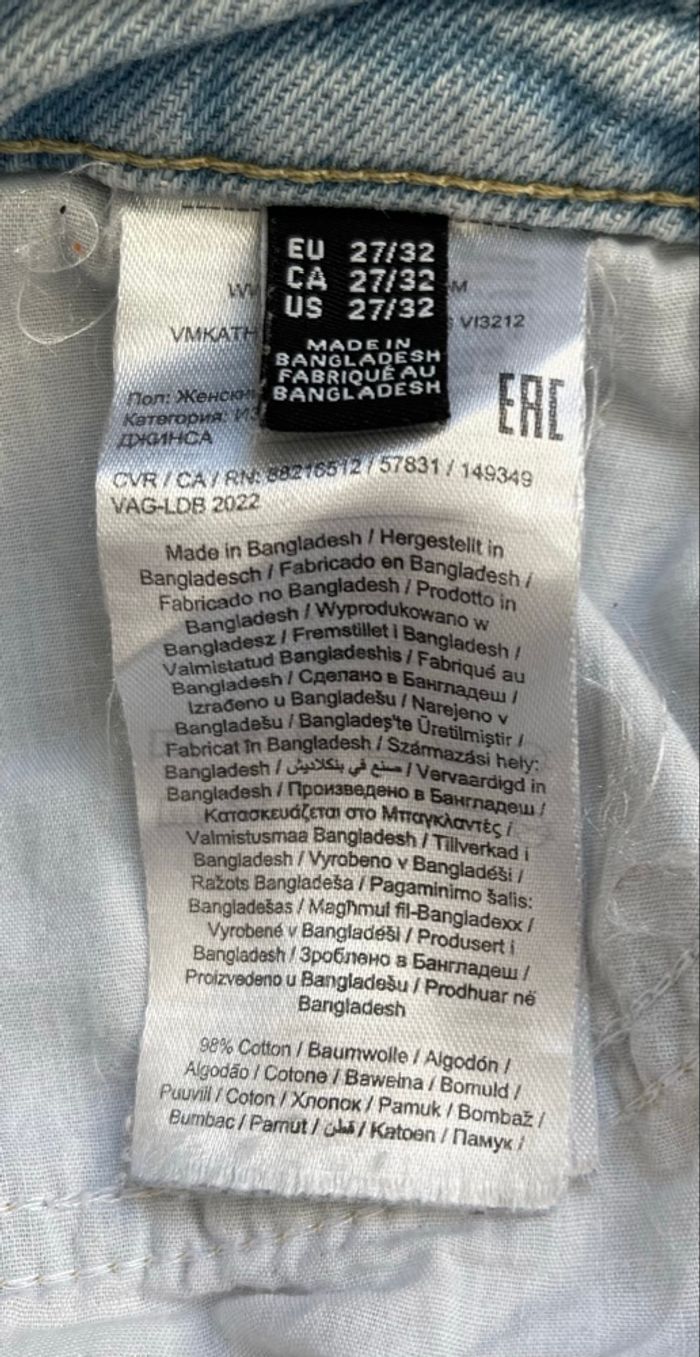 EU 27/32
CA 27/32
US 27/32
MADE IN
BANGLADESH
FABRIQUÉ AU
BANGLADESH
VMKATH
VI3212
Пол: Женски
Категория: ИЗ
ДЖИНСА
EAC
CVR / CA / RN: 88216512 / 57831 / 149349
VAG-LDB 2022
Made in Bangladesh / Hergestellt in
Bangladesch / Fabricado en Bangladesh /
Fabricado no Bangladesh / Prodotto in
Bangladesh / Wyprodukowano w
Bangladesz / Fremstillet i Bangladesh /
Valmistatud Bangladeshis / Fabriqué au
Bangladesh / Сделано в Бангладеш /
Izrađeno u Bangladešu / Narejeno v
Bangladešu / Bangladeş'te Üretilmiştir /
Fabricat în Bangladesh / Származási hely:
Bangladesh / صنع في بنكلاديش / Vervaardigd in
Bangladesh / Произведено в Бангладеш /
Κατασκευάζεται στο Μπαγκλαντές /
Valmistusmaa Bangladesh / Tillverkad i
Bangladesh / Vyrobeno v Bangladéši /
Ražots Bangladeša / Pagaminimo šalis:
Bangladešas / Magħmul fil-Bangladexx /
Vyrobené v Bangladéši / Produsert i
Bangladesh / Зроблено в Бангладеш /
Proizvedeno u Bangladešu / Prodhuar në
Bangladesh
98% Cotton / Baumwolle / Algodón /
Algodão / Cotone / Bawełna / Bomuld /
Puuvill / Coton / Хлопок / Pamuk / Bombaž /
Bumbac / Pamut / قطن / Katoen / Памук /